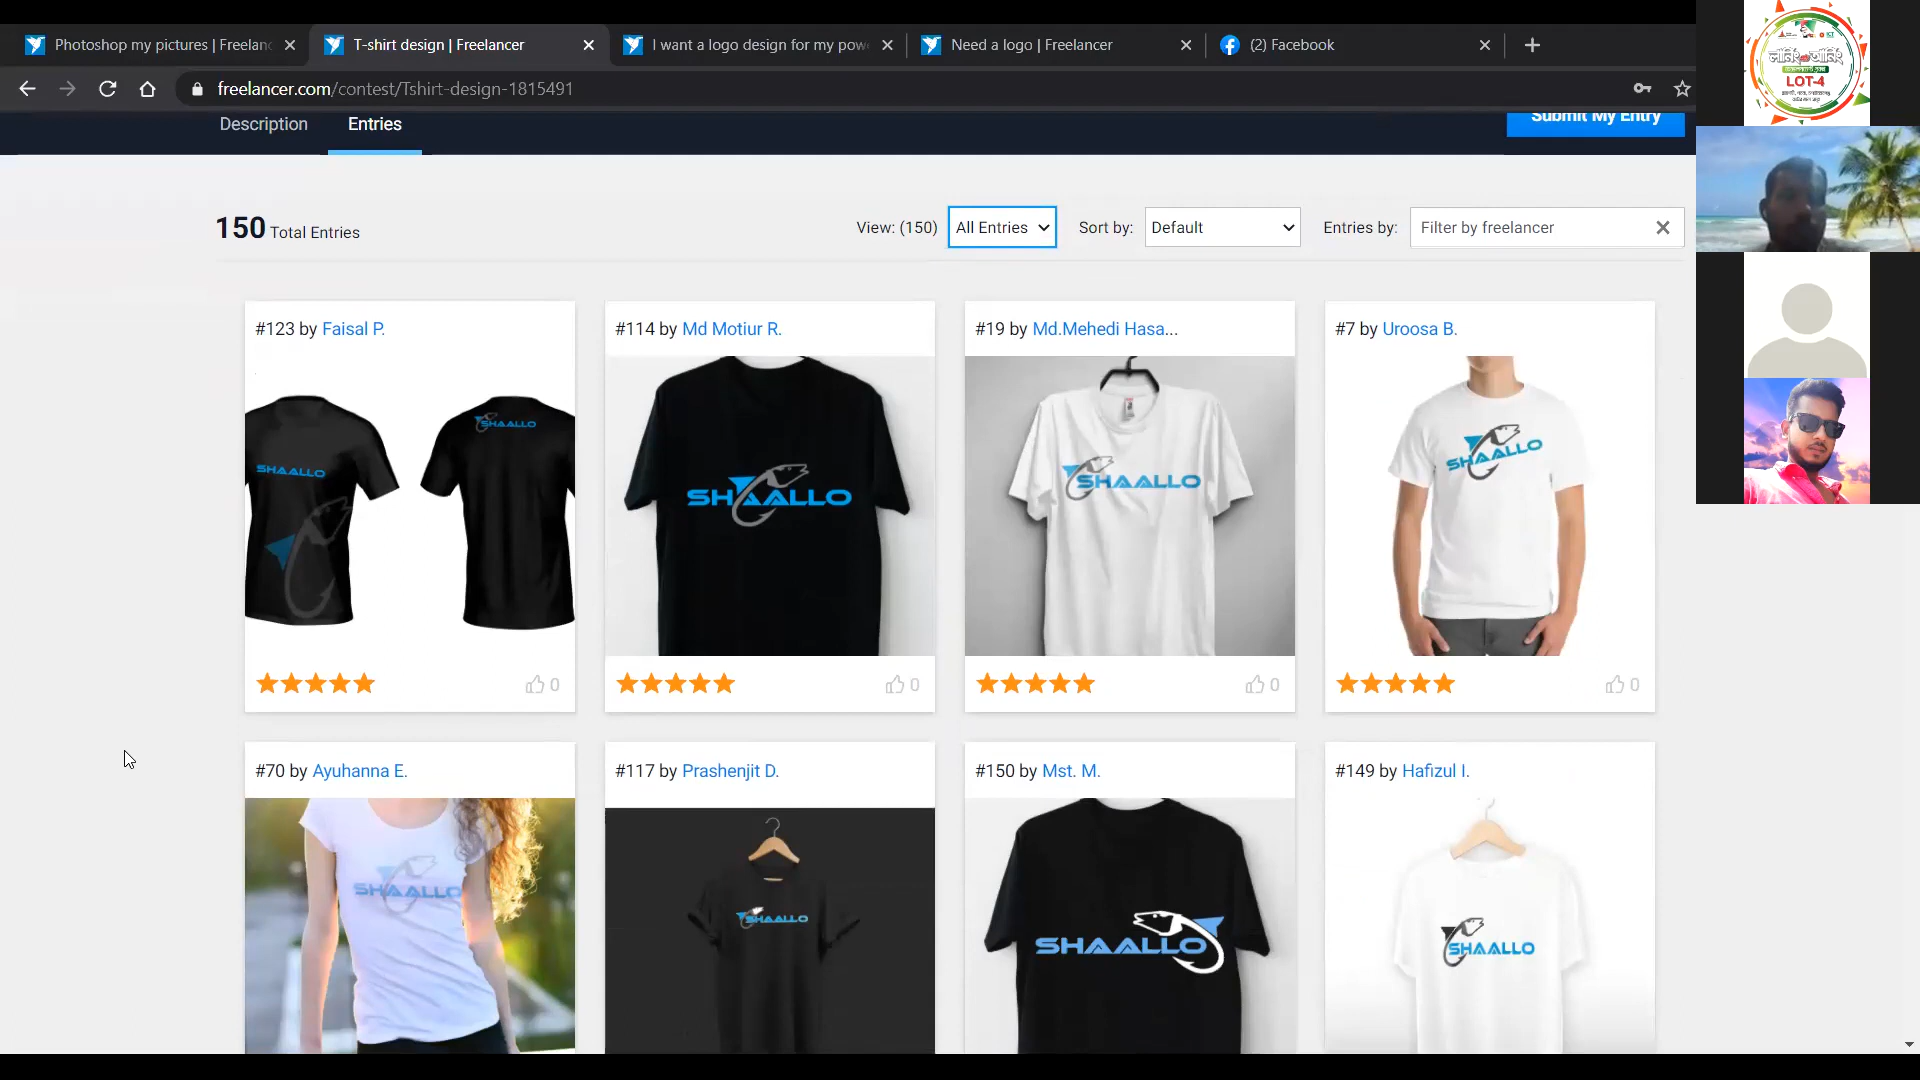 Photoshop my pictures | Freelanc
T-shirt design | Freelancer
I want a logo design for my pow
Need a logo | Freelancer
(2) Facebook
freelancer.com/contest/Tshirt-design-1815491
Description
Entries
Submit My Entry
150 Total Entries
View: (150)
All Entries
Sort by:
Default
Entries by:
Filter by freelancer
#123 by Faisal P.
#114 by Md Motiur R.
#19 by Md.Mehedi Hasa...
#7 by Uroosa B.
SHAALLO
SHAALLO
SHAALLO
SHAALLO
SHAALLO
0
0
0
0
#70 by Ayuhanna E.
#117 by Prashenjit D.
#150 by Mst. M.
#149 by Hafizul I.
SHAALLO
SHAALLO
SHAALLO
SHAALLO
লার্নিং
আর্নিং
LOT-4